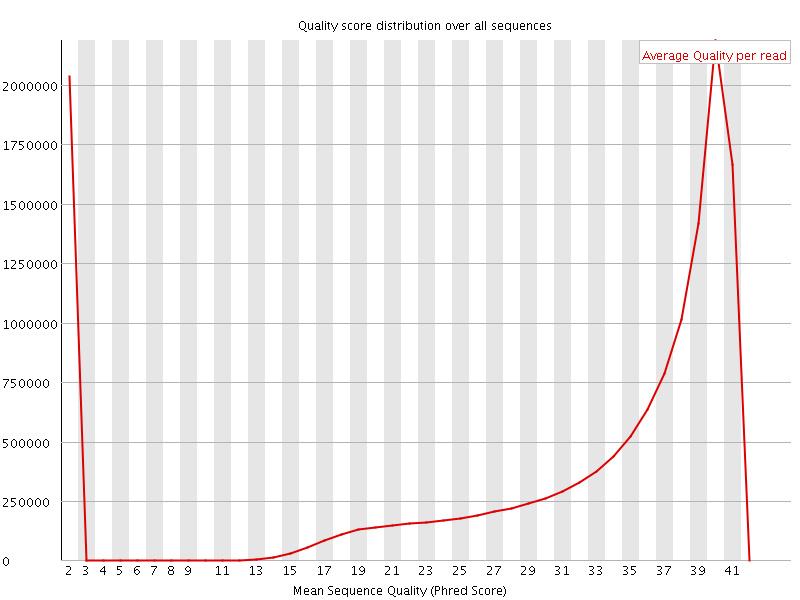 Quality score distribution over all sequences
Average Quality per read
2000000
1750000
1500000
1250000
1000000
750000
500000
250000
0
2 3 4 5 6 7 8 9 11 13 15 17 19 21 23 25 27 29 31 33 35 37 39 41
Mean Sequence Quality (Phred Score)